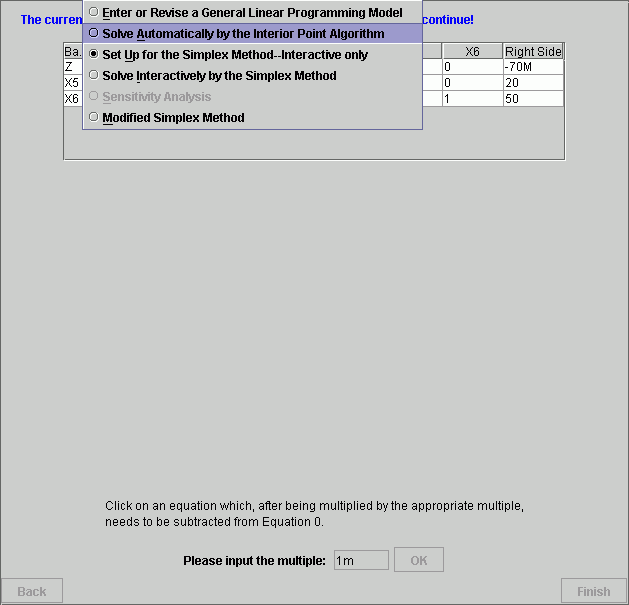 Enter or Revise a General Linear Programming Model
The curren
continue!
Solve Automatically by the Interior Point Algorithm
Set Up for the Simplex Method--Interactive only
Solve Interactively by the Simplex Method
Sensitivity Analysis
Modified Simplex Method
Ba. X6 Right Side
Z 0 -70M
X5 0 20
X6 1 50
Click on an equation which, after being multiplied by the appropriate multiple,
needs to be subtracted from Equation 0.
Please input the multiple: 1m OK
Back Finish